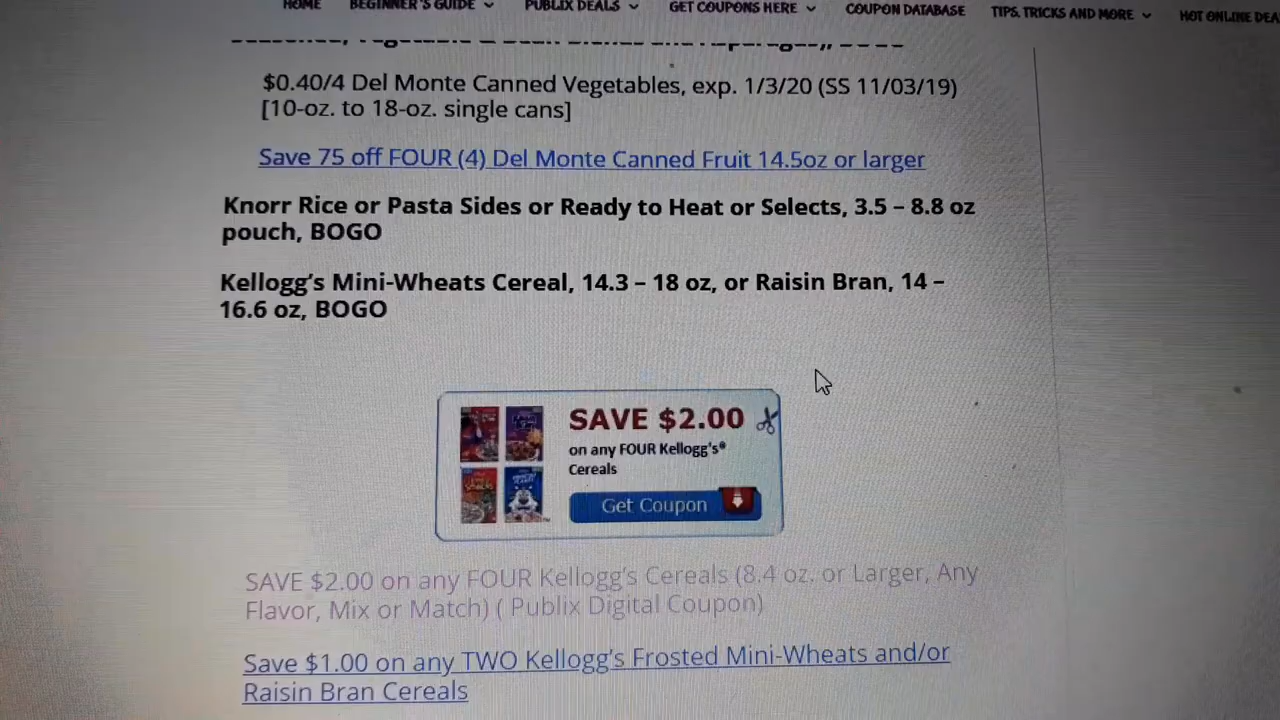 HOME BEGINNER'S GUIDE PUBLIX DEALS GET COUPONS HERE COUPON DATABASE TIPS, TRICKS AND MORE HOT ONLINE DEA
$0.40/4 Del Monte Canned Vegetables, exp. 1/3/20 (SS 11/03/19)
[10-oz. to 18-oz. single cans]
Save 75 off FOUR (4) Del Monte Canned Fruit 14.5oz or larger
Knorr Rice or Pasta Sides or Ready to Heat or Selects, 3.5 – 8.8 oz
pouch, BOGO
Kellogg's Mini-Wheats Cereal, 14.3 – 18 oz, or Raisin Bran, 14 –
16.6 oz, BOGO
SAVE $2.00
on any FOUR Kellogg's®
Cereals
Get Coupon
SAVE $2.00 on any FOUR Kellogg's Cereals (8.4 oz. or Larger, Any
Flavor, Mix or Match) ( Publix Digital Coupon)
Save $1.00 on any TWO Kellogg's Frosted Mini-Wheats and/or
Raisin Bran Cereals